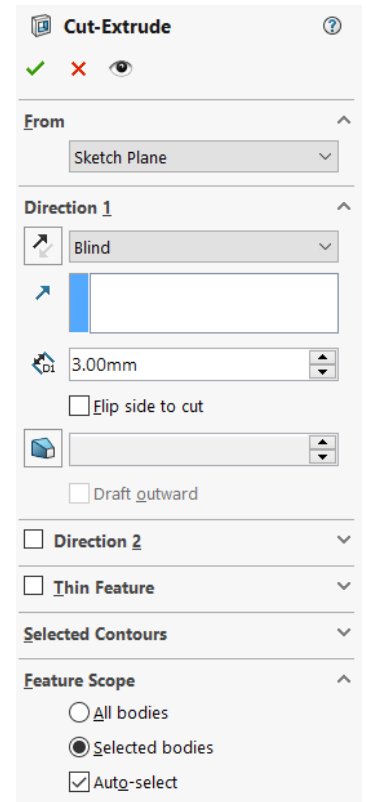 Cut-Extrude
?
From
Sketch Plane
Direction 1
Blind
D1
3.00mm
Flip side to cut
Draft outward
Direction 2
Thin Feature
Selected Contours
Feature Scope
All bodies
Selected bodies
Auto-select